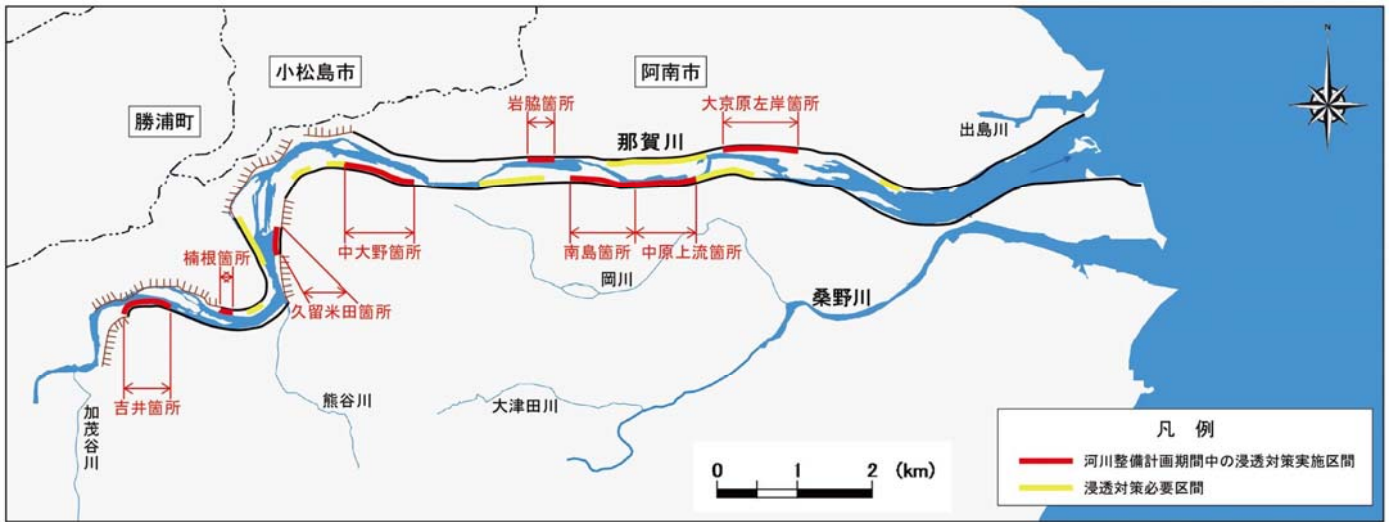 小松島市
阿南市
N
岩脇箇所
大京原左岸箇所
勝浦町
那賀川
出島川
楠根箇所
中大野箇所
南島箇所
中原上流箇所
岡川
久留米田箇所
桑野川
吉井箇所
加茂谷川
熊谷川
大津田川
凡 例
河川整備計画期間中の浸透対策実施区間
浸透対策必要区間
0 1 2 (km)